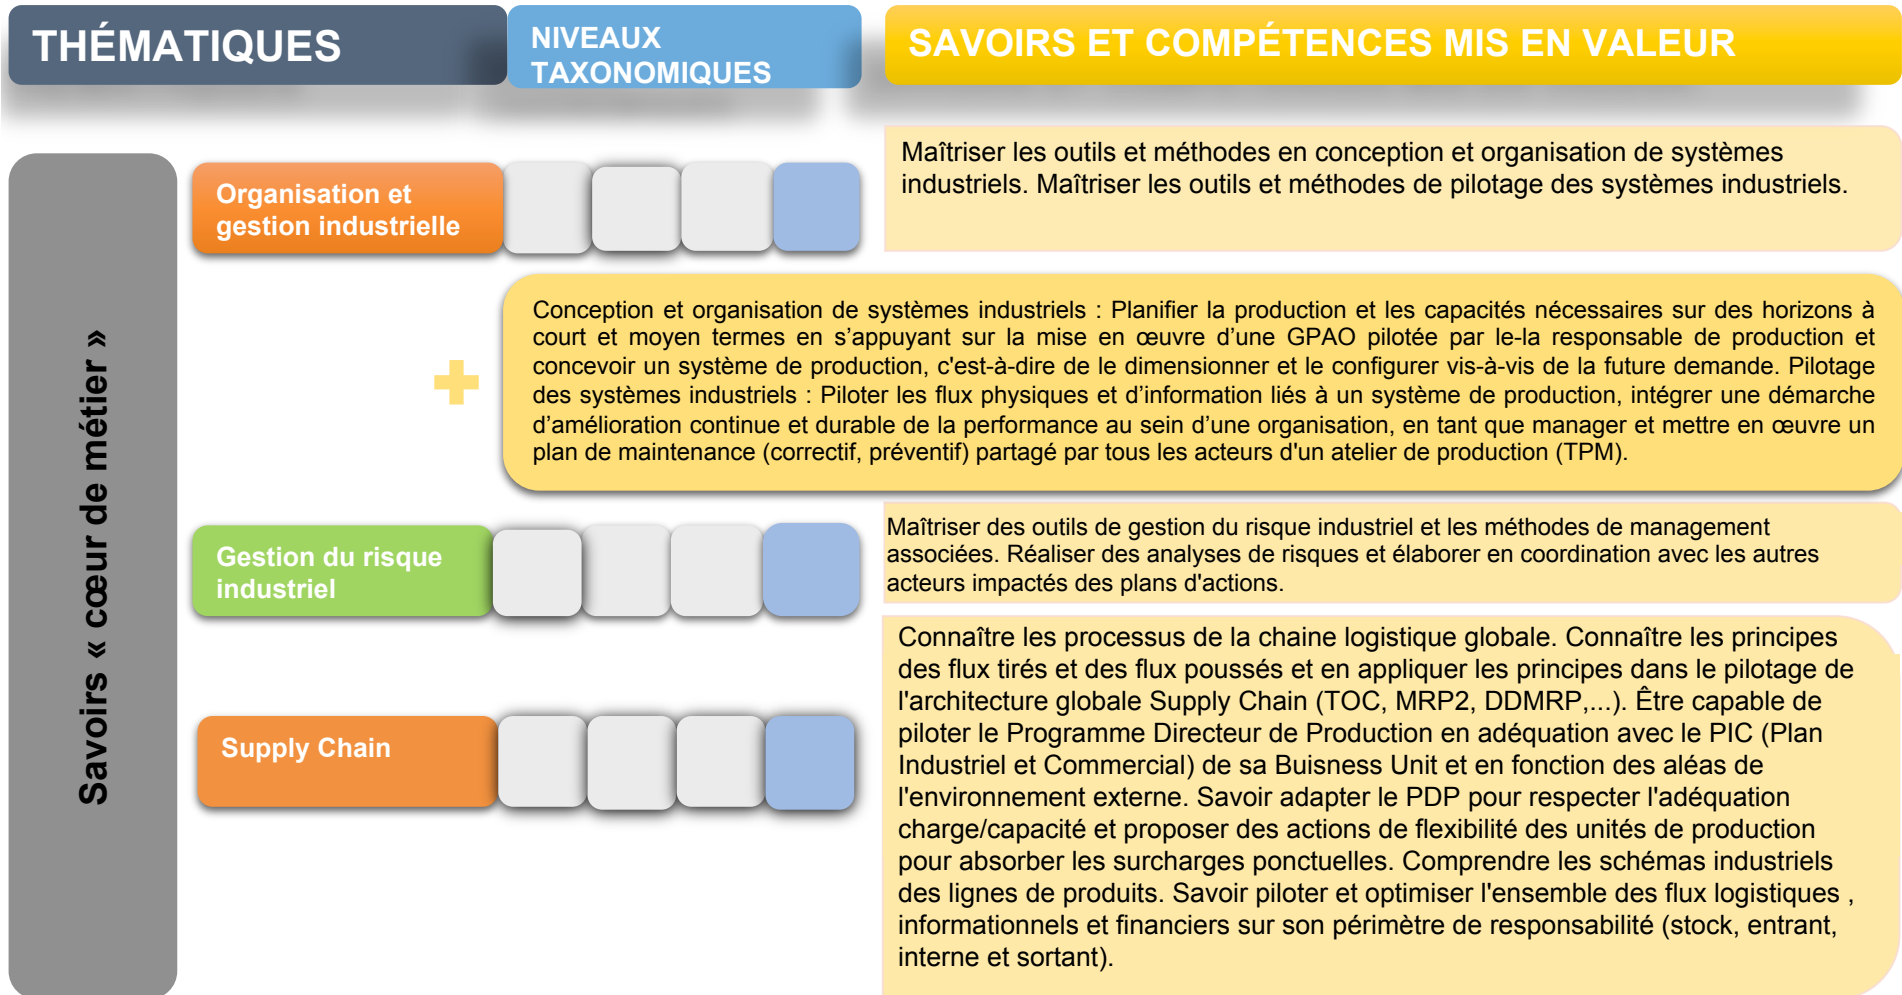 THÉMATIQUES
NIVEAUX
TAXONOMIQUES
SAVOIRS ET COMPÉTENCES MIS EN VALEUR
Savoirs « cœur de métier »
Organisation et
gestion industrielle
Maîtriser les outils et méthodes en conception et organisation de systèmes
industriels. Maîtriser les outils et méthodes de pilotage des systèmes industriels.
Conception et organisation de systèmes industriels : Planifier la production et les capacités nécessaires sur des horizons à
court et moyen termes en s’appuyant sur la mise en œuvre d’une GPAO pilotée par le-la responsable de production et
concevoir un système de production, c'est-à-dire de le dimensionner et le configurer vis-à-vis de la future demande. Pilotage
des systèmes industriels : Piloter les flux physiques et d’information liés à un système de production, intégrer une démarche
d’amélioration continue et durable de la performance au sein d’une organisation, en tant que manager et mettre en œuvre un
plan de maintenance (correctif, préventif) partagé par tous les acteurs d'un atelier de production (TPM).
Gestion du risque
industriel
Maîtriser des outils de gestion du risque industriel et les méthodes de management
associées. Réaliser des analyses de risques et élaborer en coordination avec les autres
acteurs impactés des plans d'actions.
Supply Chain
Connaître les processus de la chaine logistique globale. Connaître les principes
des flux tirés et des flux poussés et en appliquer les principes dans le pilotage de
l'architecture globale Supply Chain (TOC, MRP2, DDMRP,...). Être capable de
piloter le Programme Directeur de Production en adéquation avec le PIC (Plan
Industriel et Commercial) de sa Buisness Unit et en fonction des aléas de
l'environnement externe. Savoir adapter le PDP pour respecter l'adéquation
charge/capacité et proposer des actions de flexibilité des unités de production
pour absorber les surcharges ponctuelles. Comprendre les schémas industriels
des lignes de produits. Savoir piloter et optimiser l'ensemble des flux logistiques ,
informationnels et financiers sur son périmètre de responsabilité (stock, entrant,
interne et sortant).